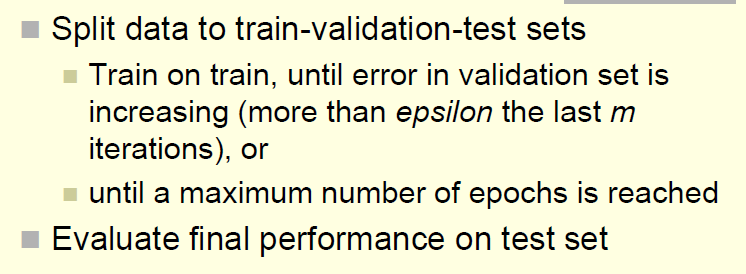 Split data to train-validation-test sets
Train on train, until error in validation set is
increasing (more than epsilon the last m
iterations), or
until a maximum number of epochs is reached
Evaluate final performance on test set